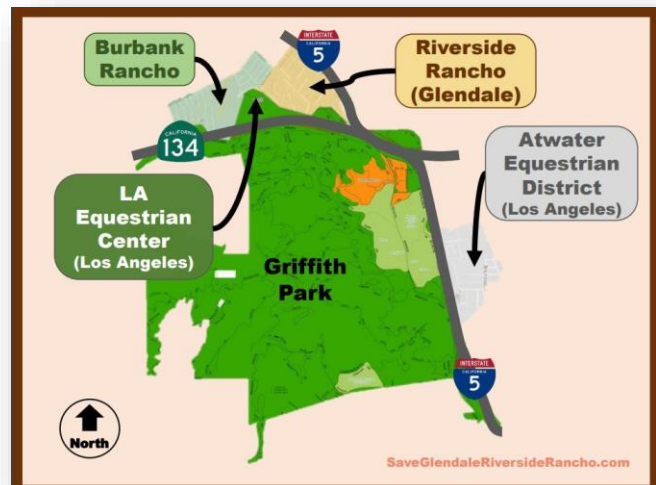 Burbank
Rancho
INTERSTATE
CALIFORNIA
5
Riverside
Rancho
(Glendale)
CALIFORNIA
134
Atwater
Equestrian
District
(Los Angeles)
LA
Equestrian
Center
(Los Angeles)
Griffith
Park
INTERSTATE
CALIFORNIA
5
North
SaveGlendaleRiversideRancho.com